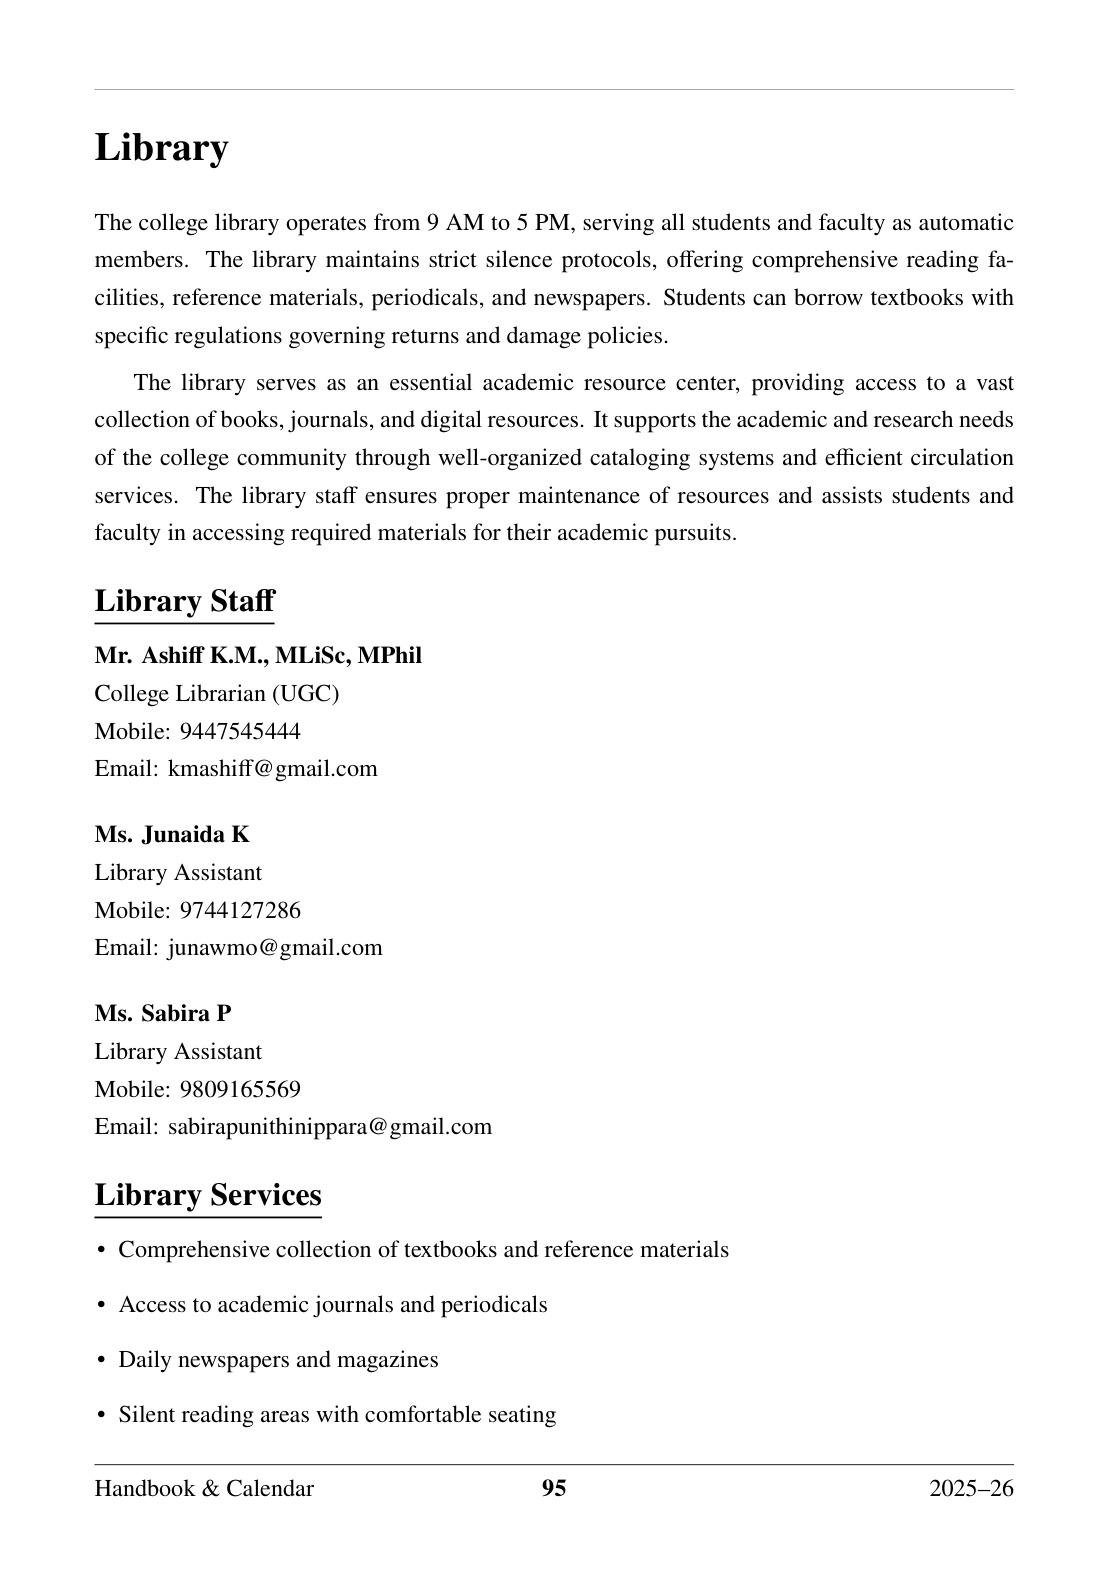 Library
The college library operates from 9 AM to 5 PM, serving all students and faculty as automatic
members. The library maintains strict silence protocols, offering comprehensive reading fa-
cilities, reference materials, periodicals, and newspapers. Students can borrow textbooks with
specific regulations governing returns and damage policies.
The library serves as an essential academic resource center, providing access to a vast
collection of books, journals, and digital resources. It supports the academic and research needs
of the college community through well-organized cataloging systems and efficient circulation
services. The library staff ensures proper maintenance of resources and assists students and
faculty in accessing required materials for their academic pursuits.
Library Staff
Mr. Ashiff K.M., MLiSc, MPhil
College Librarian (UGC)
Mobile: 9447545444
Email: kmashiff@gmail.com
Ms. Junaida K
Library Assistant
Mobile: 9744127286
Email: junawmo@gmail.com
Ms. Sabira P
Library Assistant
Mobile: 9809165569
Email: sabirapunithinippara@gmail.com
Library Services
• Comprehensive collection of textbooks and reference materials
• Access to academic journals and periodicals
• Daily newspapers and magazines
• Silent reading areas with comfortable seating
Handbook & Calendar 95 2025–26